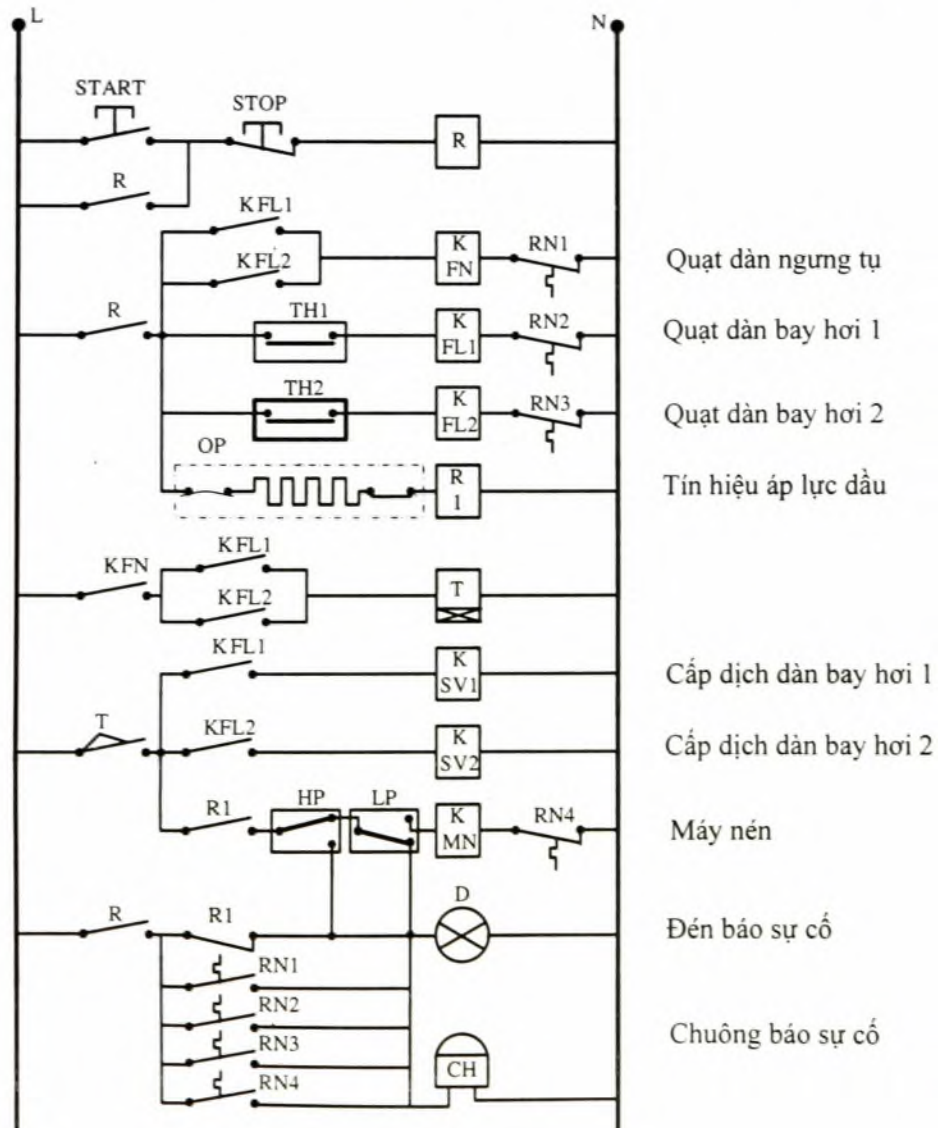 L N
START
STOP
R
R
KFL1
KFL2
K
FN
RN1
Quạt dàn ngưng tụ
R
TH1
K
FL1
RN2
Quạt dàn bay hơi 1
TH2
K
FL2
RN3
Quạt dàn bay hơi 2
OP
R
1
Tín hiệu áp lực dầu
KFN
KFL1
KFL2
T
KFL1
K
SV1
Cấp dịch dàn bay hơi 1
T
KFL2
K
SV2
Cấp dịch dàn bay hơi 2
R1
HP
LP
K
MN
RN4
Máy nén
R
R1
D
Đén báo sự cố
RN1
RN2
RN3
RN4
CH
Chuông báo sự cố